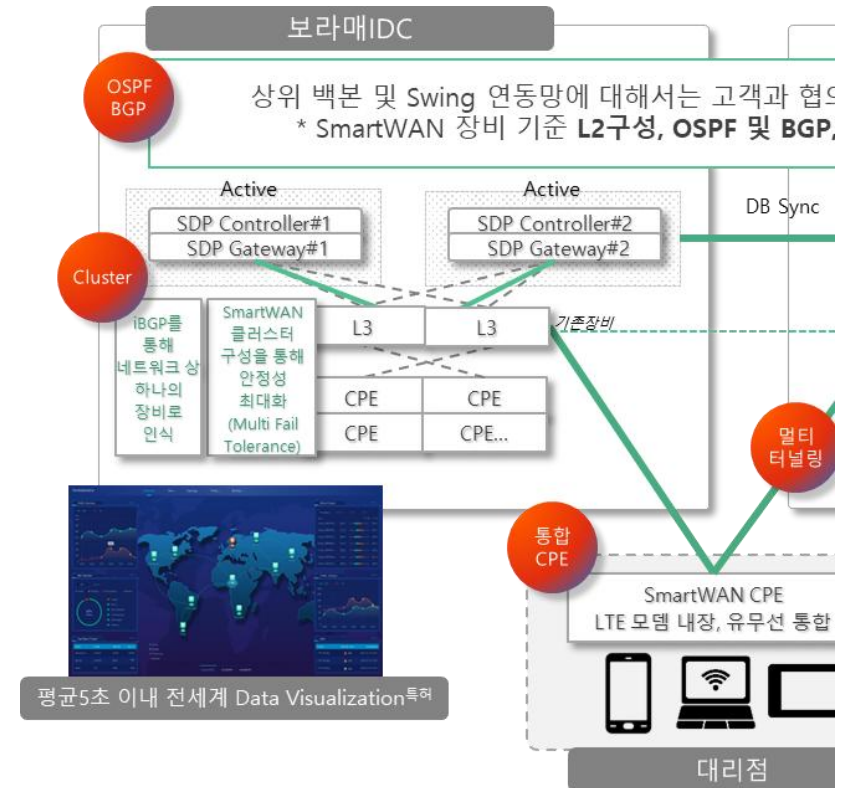 보라매IDC
OSPF
BGP
상위 백본 및 Swing 연동망에 대해서는 고객과 협의
* SmartWAN 장비 기준 L2구성, OSPF 및 BGP,
Active
Active
SDP Controller#1
SDP Gateway#1
SDP Controller#2
SDP Gateway#2
DB Sync
Cluster
iBGP를
통해
네트워크 상
하나의
장비로
인식
SmartWAN
클러스터
구성을 통해
안정성
최대화
(Multi Fail
Tolerance)
L3
L3
기존장비
CPE
CPE
CPE
CPE...
멀티
터널링
통합
CPE
SmartWAN CPE
LTE 모뎀 내장, 유무선 통합
평균5초 이내 전세계 Data Visualization특허
대리점